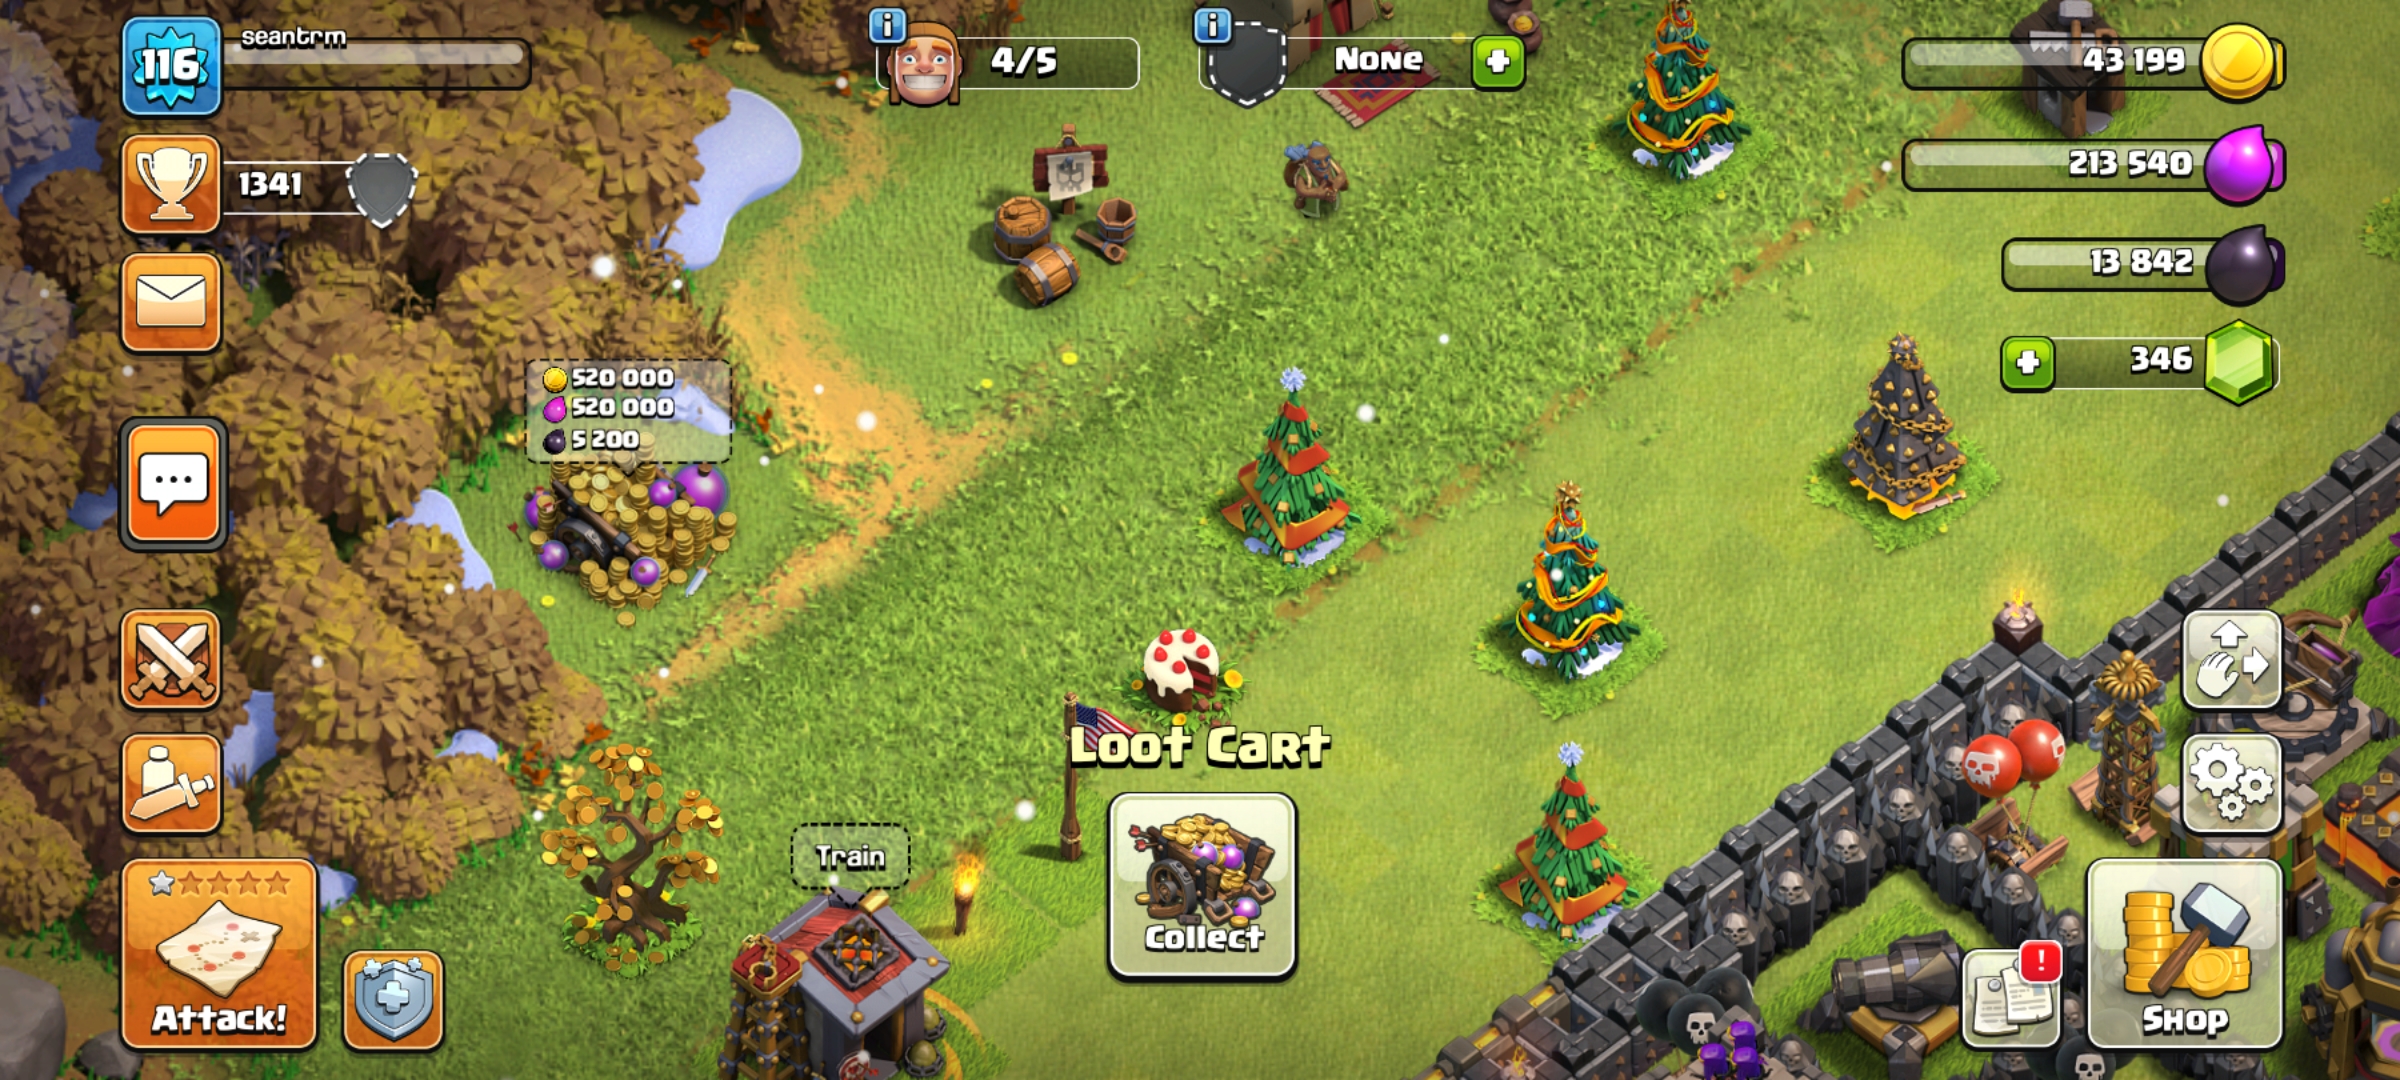 116
seantrm
4/5
None
43 199
1341
213 540
13 842
346
520 000
520 000
5 200
Loot Cart
Train
Collect
Attack!
!
Shop